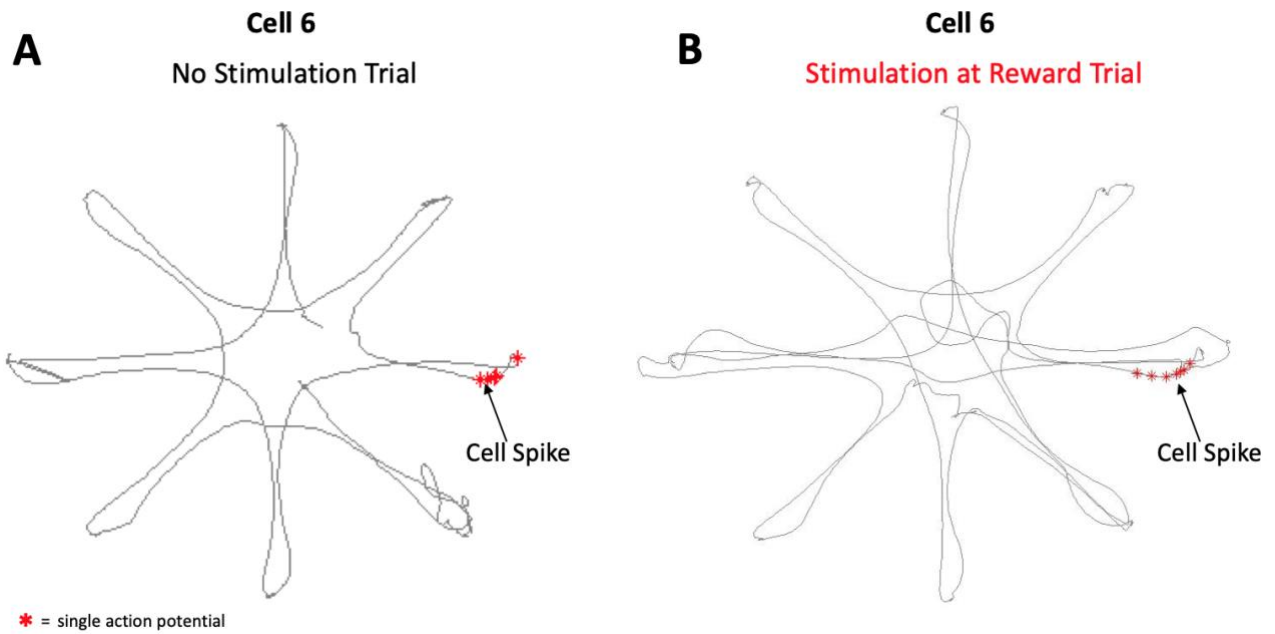 A
Cell 6
No Stimulation Trial
Cell Spike
* = single action potential
B
Cell 6
Stimulation at Reward Trial
Cell Spike